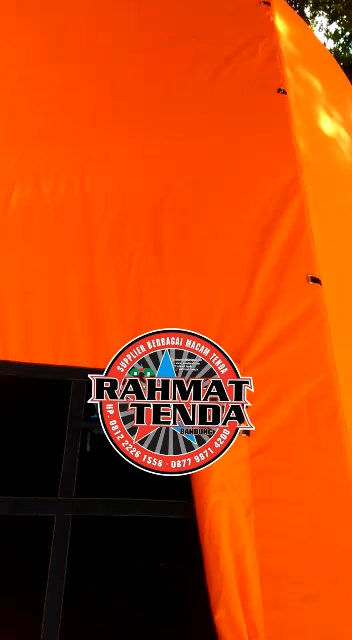 SUPPLIER BERBAGAI MACAM TENDA
RAHMAT
TENDA
BANDUNG
HP. 0812 2226 1558 - 0877 9871 4200